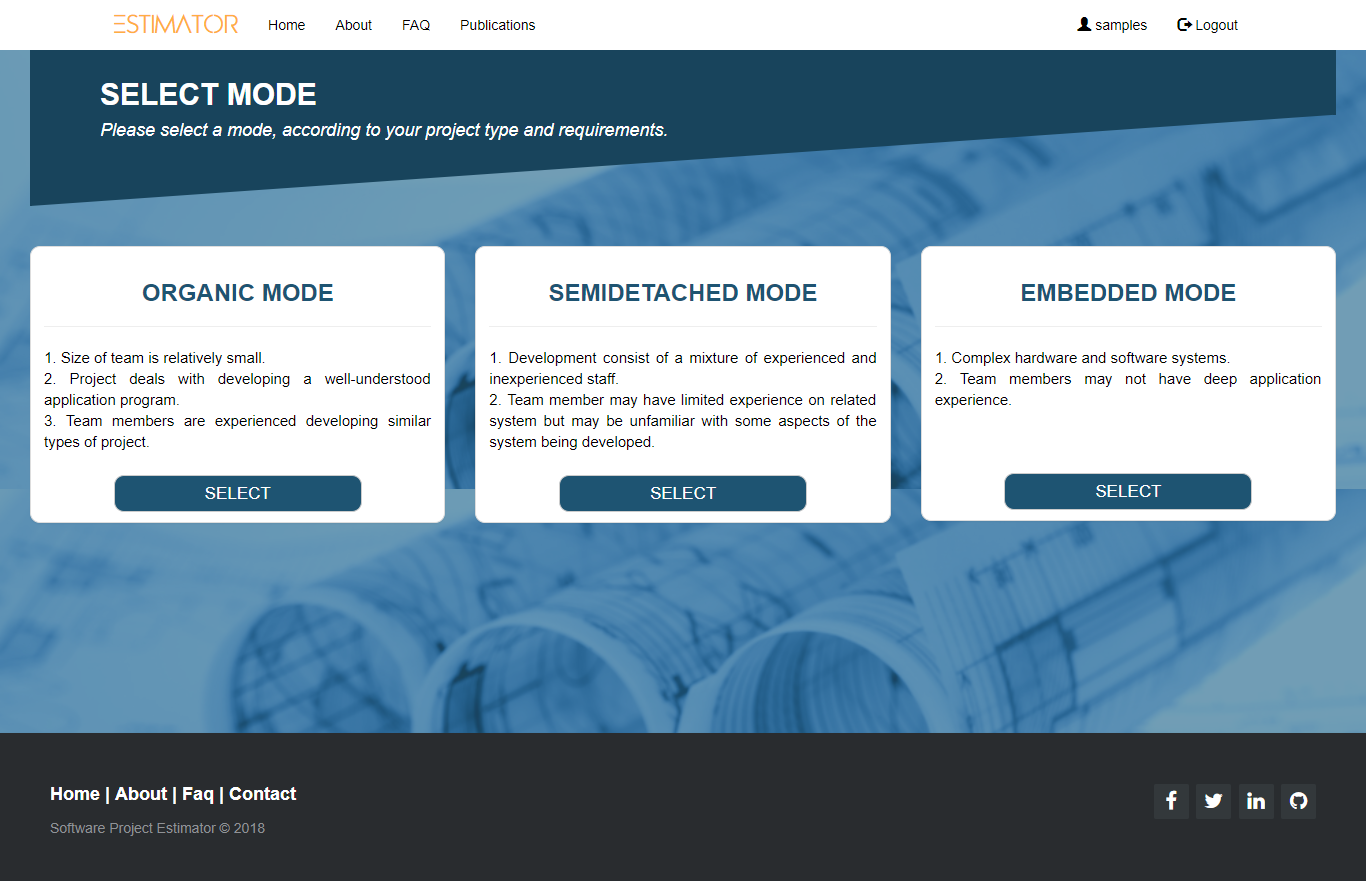 ESTIMATOR Home About FAQ Publications samples Logout
SELECT MODE
Please select a mode, according to your project type and requirements.
ORGANIC MODE
1. Size of team is relatively small.
2. Project deals with developing a well-understood
application program.
3. Team members are experienced developing similar
types of project.
SELECT
SEMIDETACHED MODE
1. Development consist of a mixture of experienced and
inexperienced staff.
2. Team member may have limited experience on related
system but may be unfamiliar with some aspects of the
system being developed.
SELECT
EMBEDDED MODE
1. Complex hardware and software systems.
2. Team members may not have deep application
experience.
SELECT
Home | About | Faq | Contact
Software Project Estimator © 2018